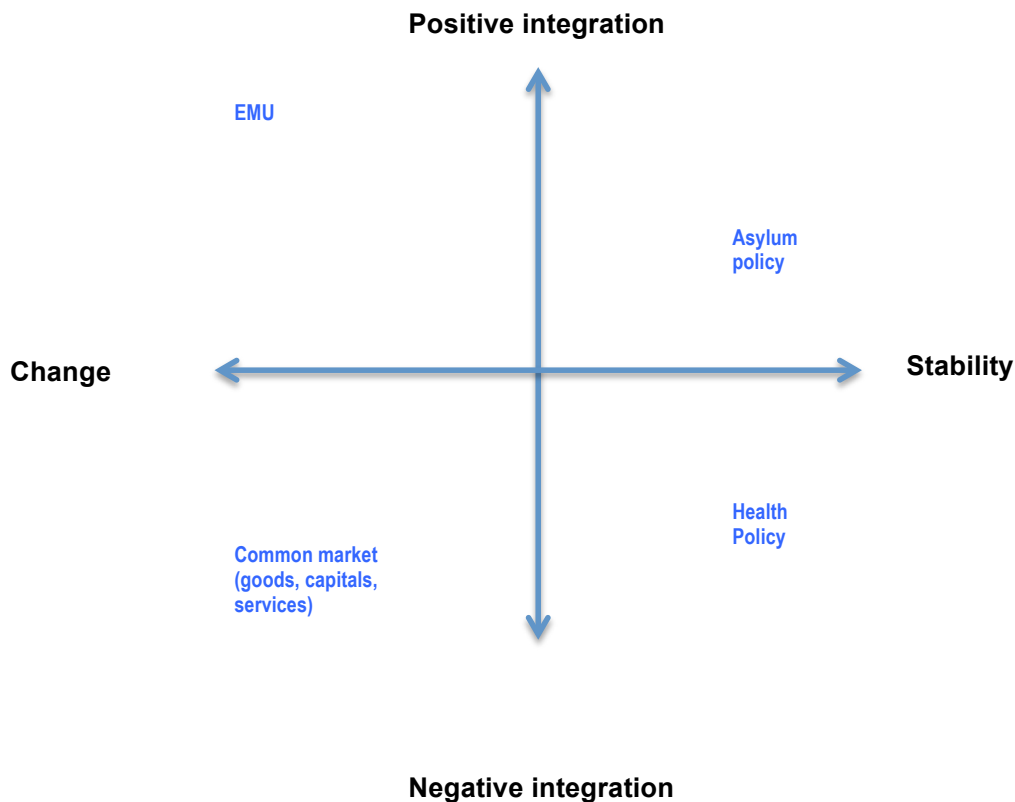 Positive integration
EMU
Asylum
policy
Change
Stability
Health
Policy
Common market
(goods, capitals,
services)
Negative integration